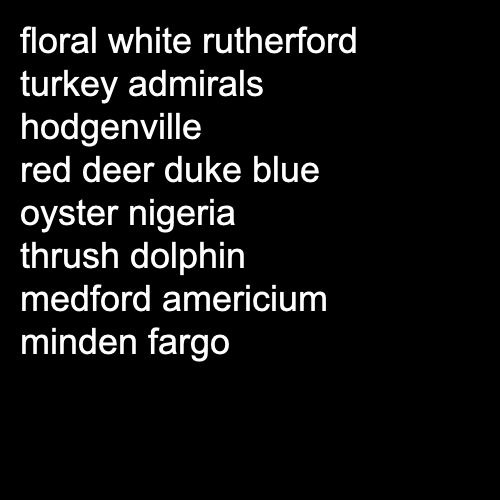 floral white rutherford
turkey admirals
hodgenville
red deer duke blue
oyster nigeria
thrush dolphin
medford americium
minden fargo